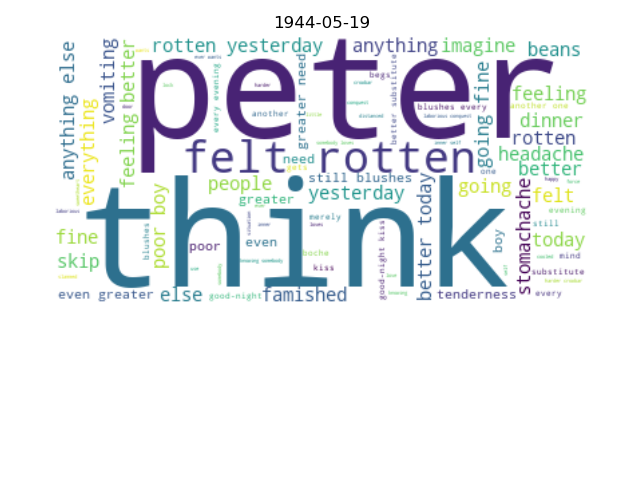 1944-05-19
peter
think
felt rotten
rotten yesterday
anything
imagine
beans
anything else
vomiting
feeling better
everything
every evening
another
greater need
begs
better substitute
blushes every
going fine
feeling
another one
dinner
rotten
headache
better
need
gets
people
still blushes
yesterday
greater
going
felt
one
poor boy
fine
skip
blushes
poor
even
merely
boche
kiss
good-night kiss
better today
boy
stomachache
evening
still
today
mind
substitute
even greater
else
good-night
famished
tenderness
every